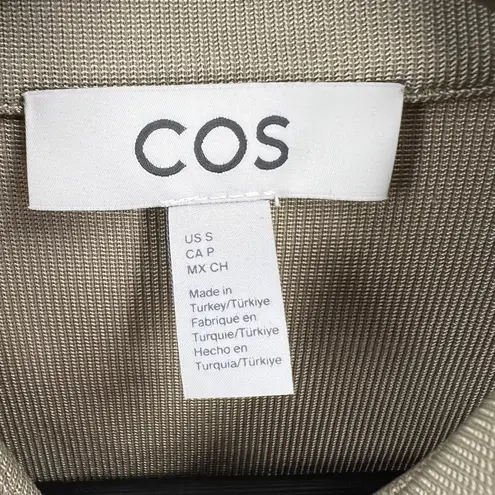 COS
US S
CA P
MX CH
Made in
Turkey/Türkiye
Fabriqué en
Turquie/Türkiye
Hecho en
Turquía/Türkiye